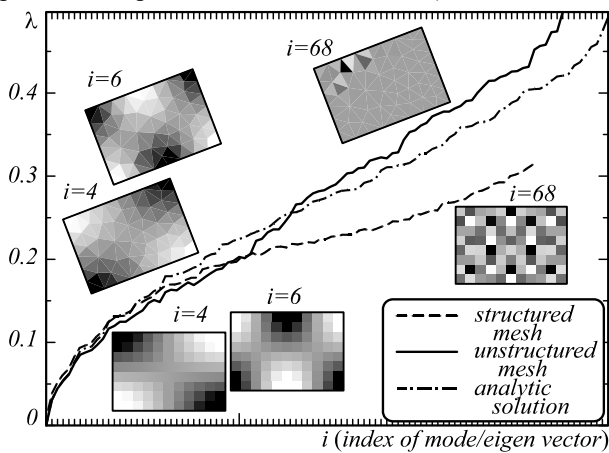 λ
i=68
0.4
i=6
0.3
i=4
i=68
0.2
i=4
i=6
structured
mesh
unstructured
mesh
analytic
solution
0.1
0
i (index of mode/eigen vector)